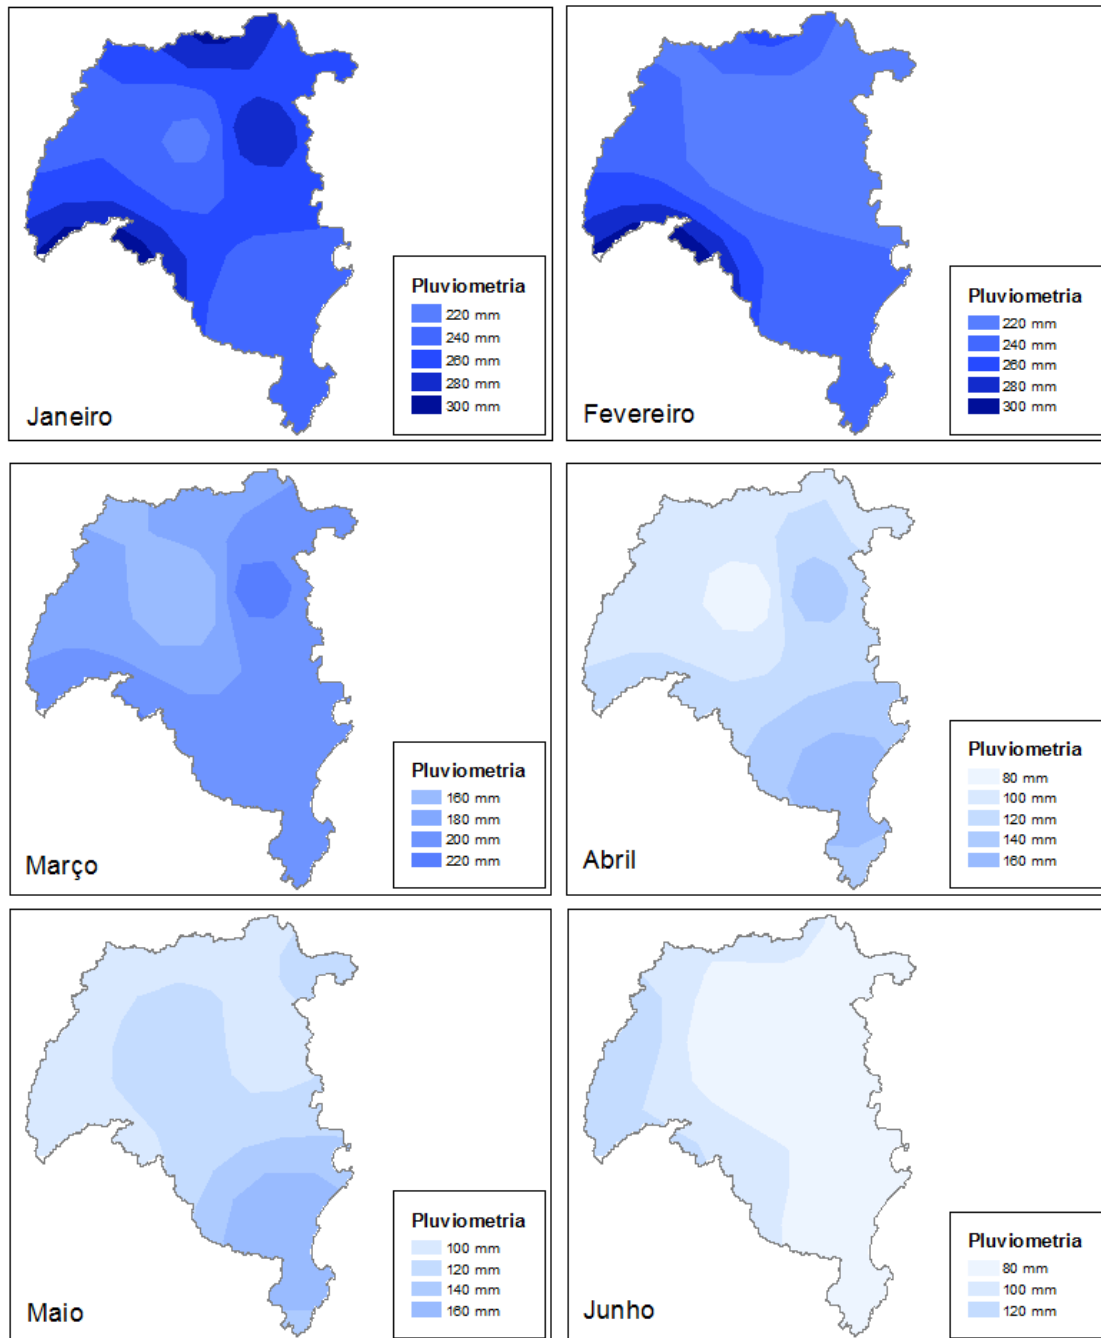 Pluviometria
220 mm
240 mm
260 mm
280 mm
300 mm
Janeiro
Pluviometria
220 mm
240 mm
260 mm
280 mm
300 mm
Fevereiro
Pluviometria
160 mm
180 mm
200 mm
220 mm
Março
Pluviometria
80 mm
100 mm
120 mm
140 mm
160 mm
Abril
Pluviometria
100 mm
120 mm
140 mm
160 mm
Maio
Pluviometria
80 mm
100 mm
120 mm
Junho